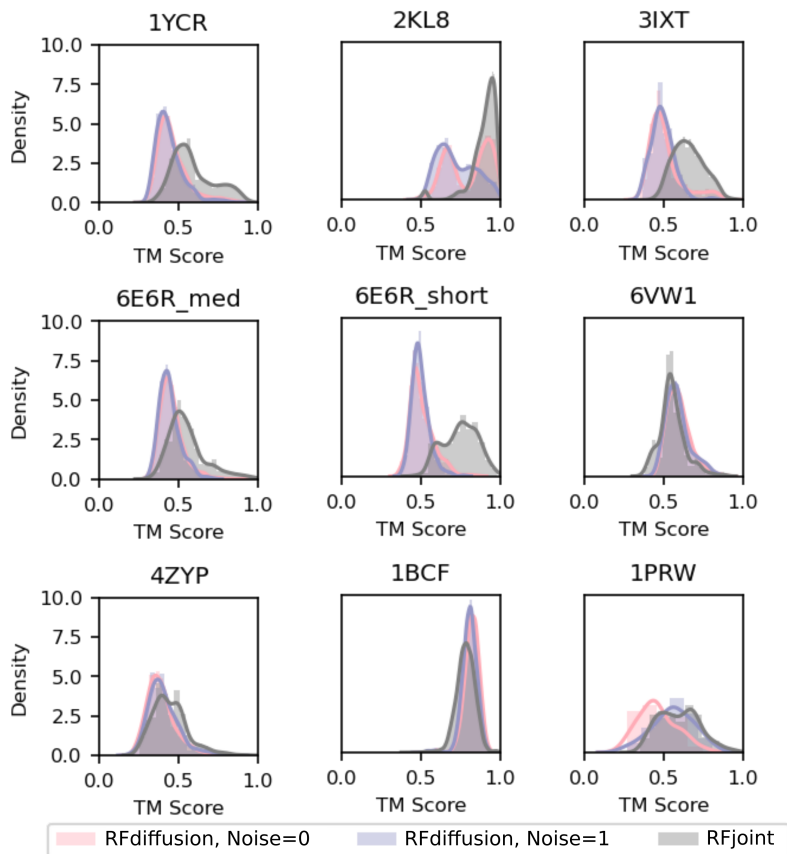 1YCR 2KL8 3IXT
10.0
7.5
5.0
2.5
0.0
Density
0.0 0.5 1.0 0.0 0.5 1.0 0.0 0.5 1.0
TM Score TM Score TM Score
6E6R_med 6E6R_short 6VW1
10.0
7.5
5.0
2.5
0.0
Density
0.0 0.5 1.0 0.0 0.5 1.0 0.0 0.5 1.0
TM Score TM Score TM Score
4ZYP 1BCF 1PRW
10.0
7.5
5.0
2.5
0.0
Density
0.0 0.5 1.0 0.0 0.5 1.0 0.0 0.5 1.0
TM Score TM Score TM Score
RFdiffusion, Noise=0 RFdiffusion, Noise=1 RFjoint